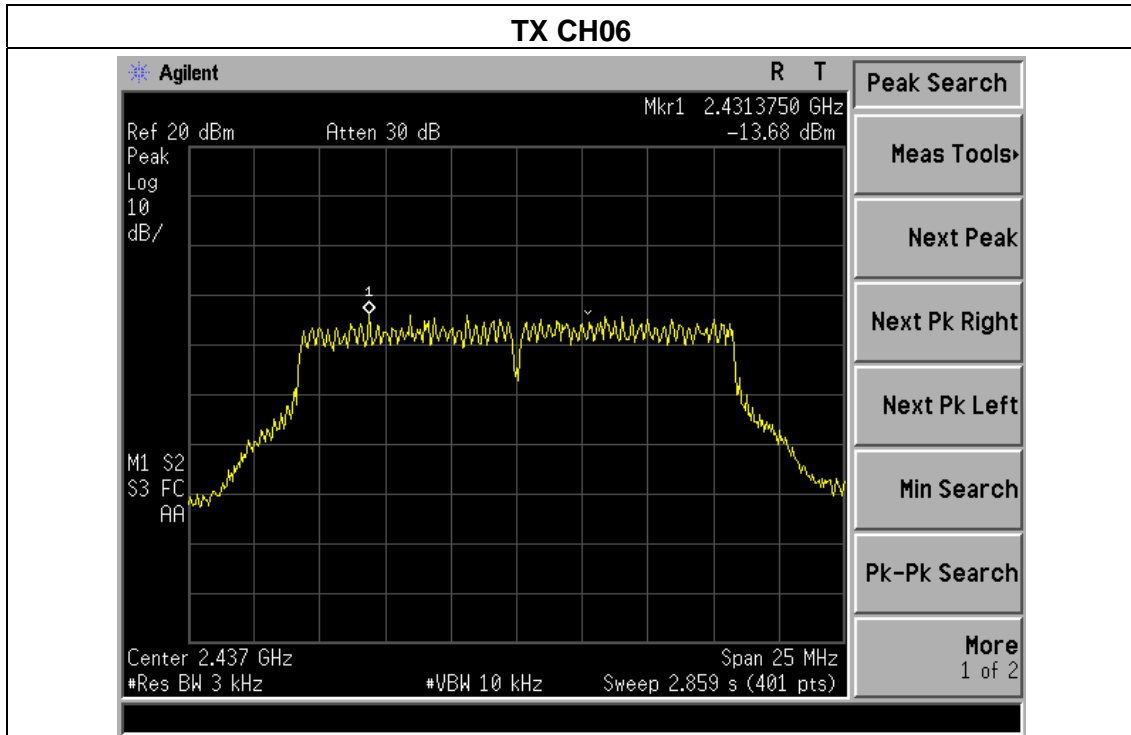 TX CH06
Agilent R T
Peak Search
Mkr1 2.4313750 GHz
Ref 20 dBm Atten 30 dB -13.68 dBm
Peak
Log
10
dB/
1
M1 S2
S3 FC
AA
Center 2.437 GHz Span 25 MHz
#Res BW 3 kHz #VBW 10 kHz Sweep 2.859 s (401 pts)
Meas Tools
Next Peak
Next Pk Right
Next Pk Left
Min Search
Pk-Pk Search
More
1 of 2